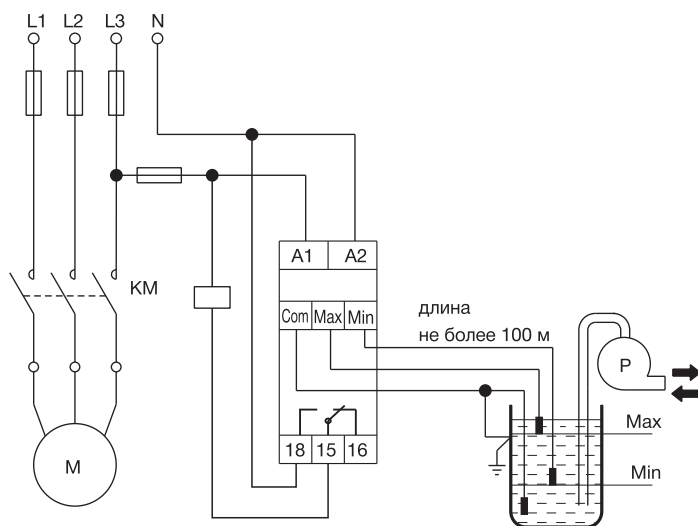 L1 L2 L3 N
A1 A2
KM
Com Max Min
длина
не более 100 м
P
Max
18 15 16
M
Min